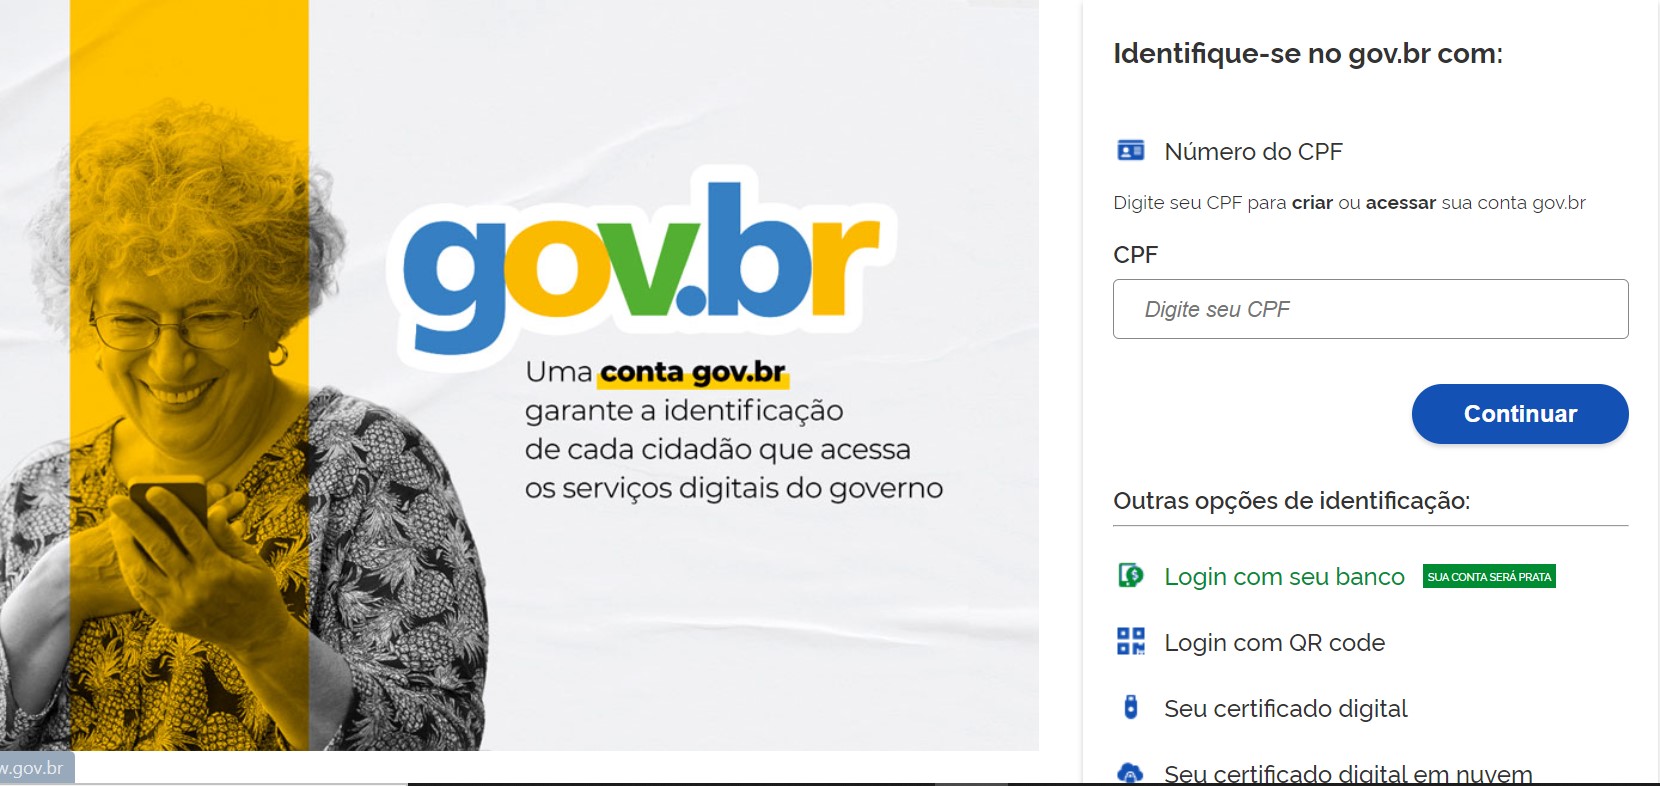 gov.br
Uma conta gov.br
garante a identificação
de cada cidadão que acessa
os serviços digitais do governo
w.gov.br
Identifique-se no gov.br com:
Número do CPF
Digite seu CPF para criar ou acessar sua conta gov.br
CPF
Digite seu CPF
Continuar
Outras opções de identificação:
Login com seu banco SUA CONTA SERÁ PRATA
Login com QR code
Seu certificado digital
Seu certificado digital em nuvem